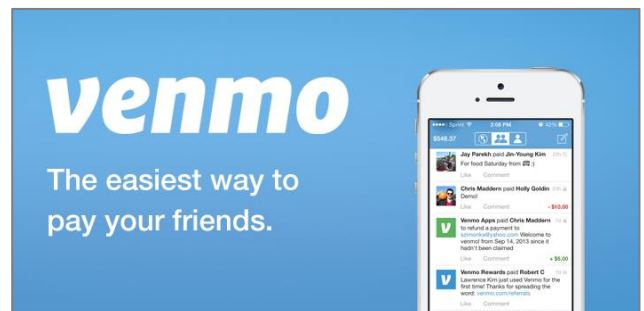 venmo
The easiest way to
pay your friends.
Sprint 2:08 PM 42%
$546.37
Jay Parekh paid Jin-Young Kim
For food Saturday from :)
Like Comment
Chris Maddern paid Holly Goldin
Demo!
Like Comment - $10.00
Venmo Apps paid Chris Maddern
to refund a payment to
szimonka@yahoo.com Welcome to
venmo! from Sep 14, 2013 since it
hadn't been claimed
Like Comment + $5.00
Venmo Rewards paid Robert C
Lawrence Kim just used Venmo for the
first time! Thanks for spreading the
word: venmo.com/referrals
Like Comment